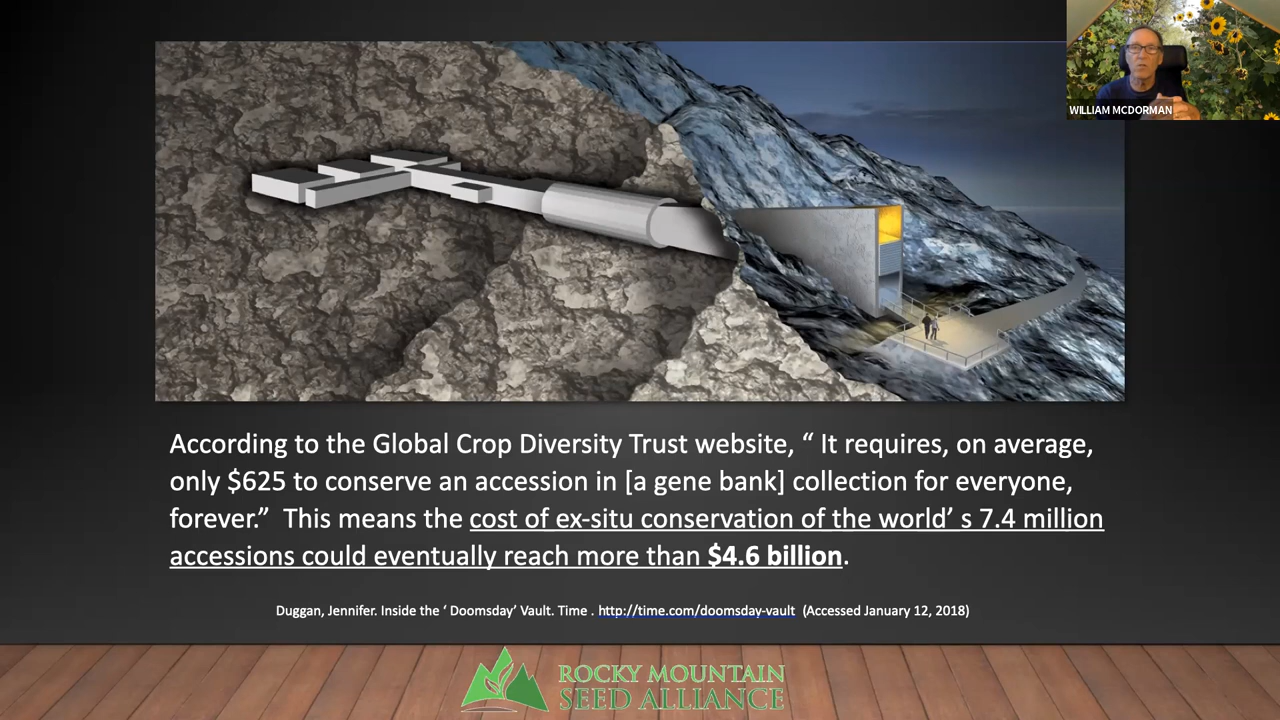 WILLIAM MCDORMAN
According to the Global Crop Diversity Trust website, “ It requires, on average,
only $625 to conserve an accession in [a gene bank] collection for everyone,
forever.”  This means the cost of ex-situ conservation of the world’ s 7.4 million
accessions could eventually reach more than $4.6 billion.
Duggan, Jennifer. Inside the ‘ Doomsday’ Vault. Time . http://time.com/doomsday-vault  (Accessed January 12, 2018)
ROCKY MOUNTAIN
SEED ALLIANCE